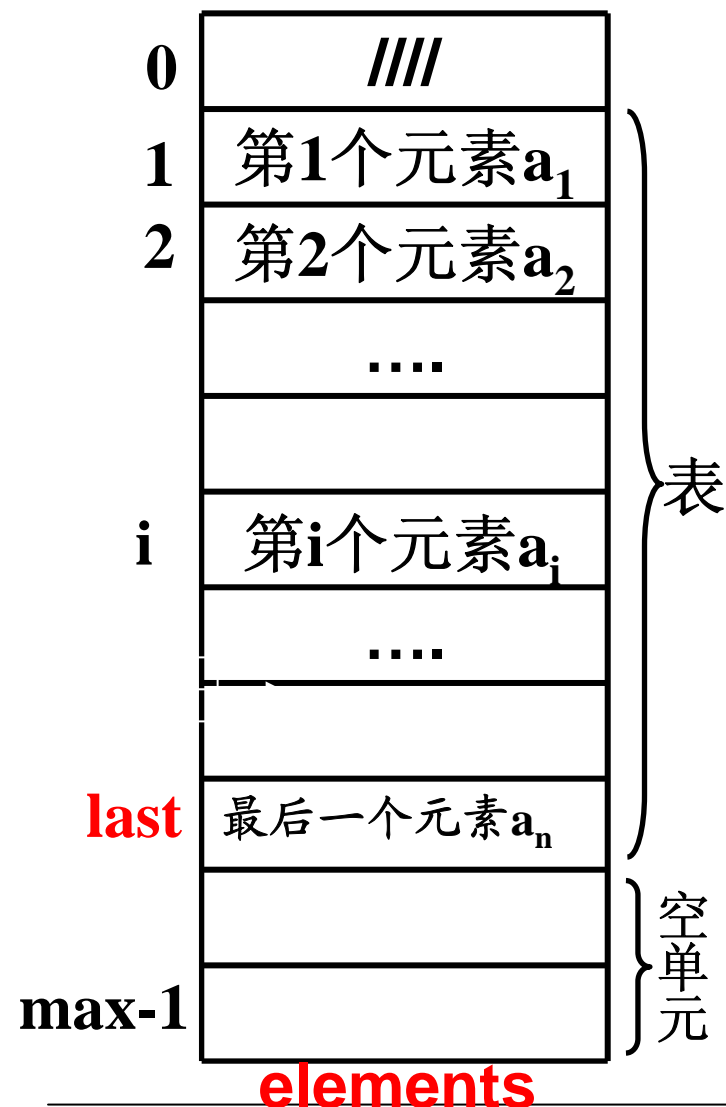 0 ////
1 第1个元素a₁
2 第2个元素a₂
....
表
i 第i个元素aᵢ
....
last 最后一个元素aₙ
空单元
max-1
elements